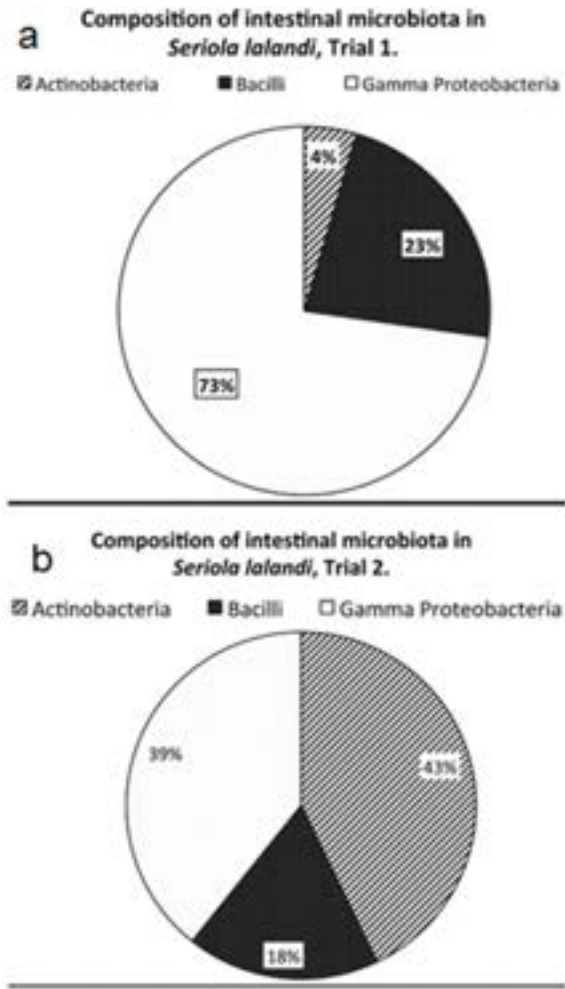 a
Composition of intestinal microbiota in
Seriola lalandi, Trial 1.
Actinobacteria Bacilli Gamma Proteobacteria
4%
23%
73%
b
Composition of intestinal microbiota in
Seriola lalandi, Trial 2.
Actinobacteria Bacilli Gamma Proteobacteria
39%
43%
18%